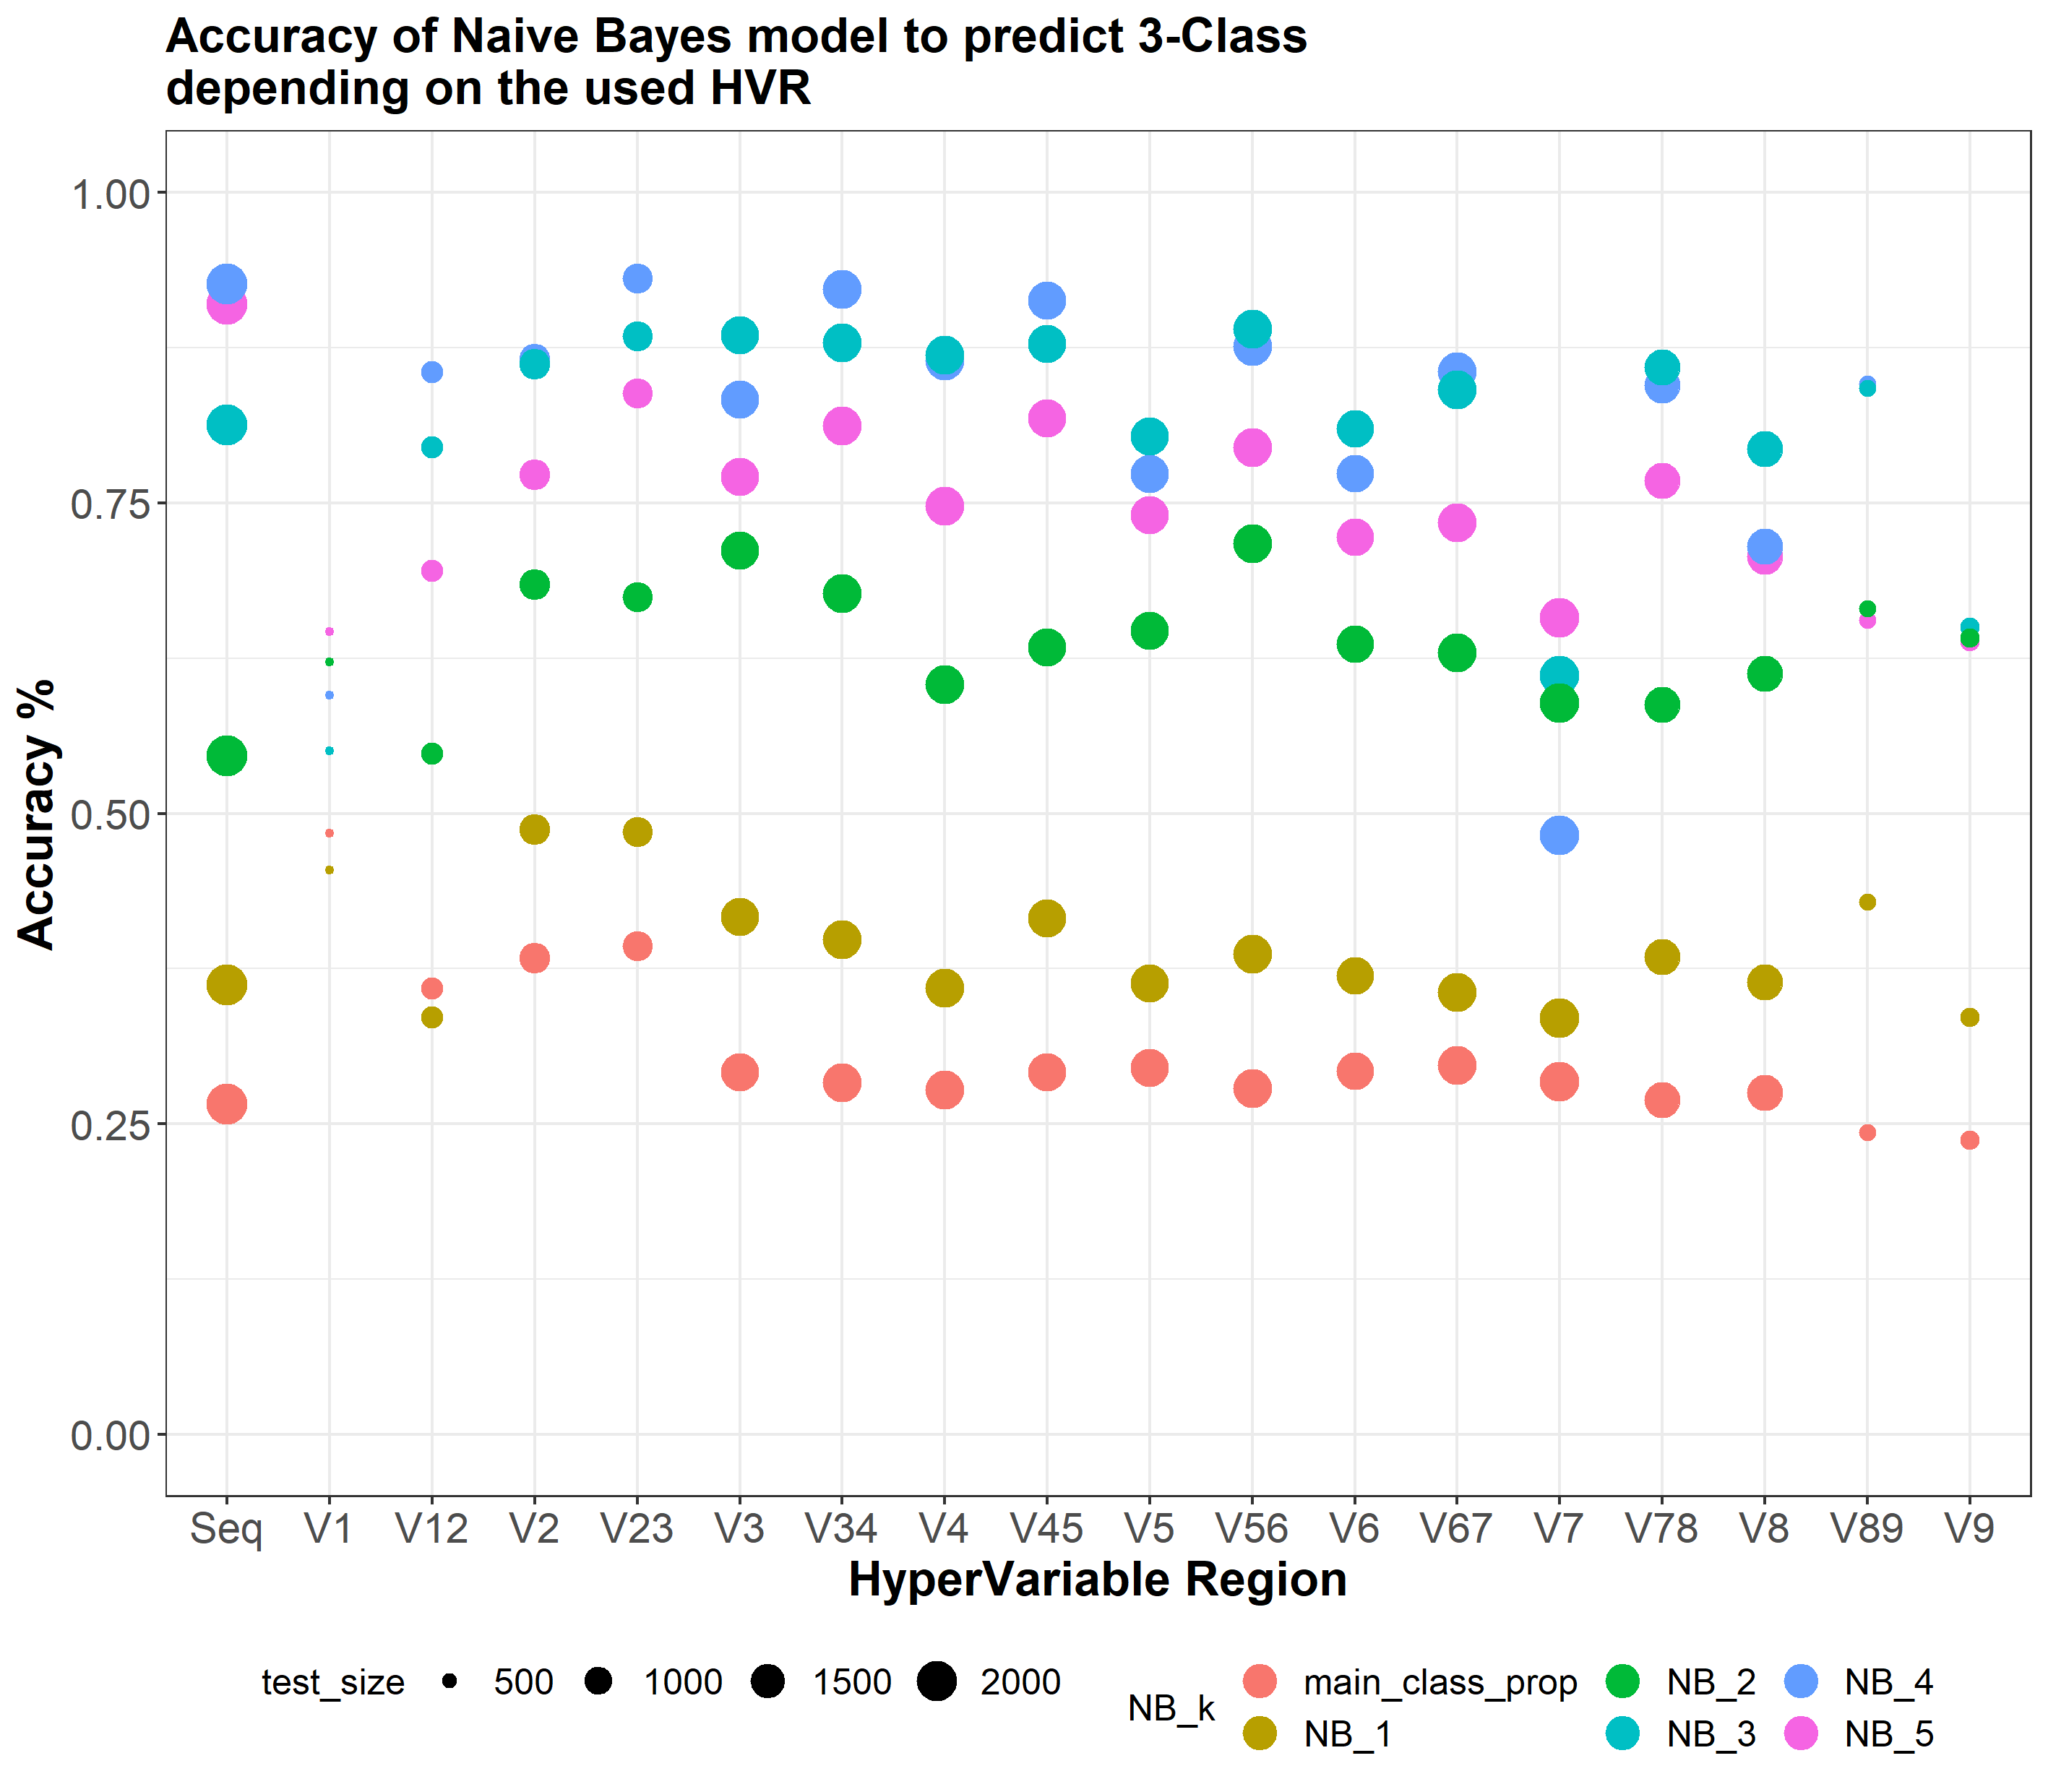 Accuracy of Naive Bayes model to predict 3-Class
depending on the used HVR
Accuracy %
1.00
0.75
0.50
0.25
0.00
Seq V1 V12 V2 V23 V3 V34 V4 V45 V5 V56 V6 V67 V7 V78 V8 V89 V9
HyperVariable Region
test_size 500 1000 1500 2000
NB_k
main_class_prop NB_2 NB_4
NB_1 NB_3 NB_5